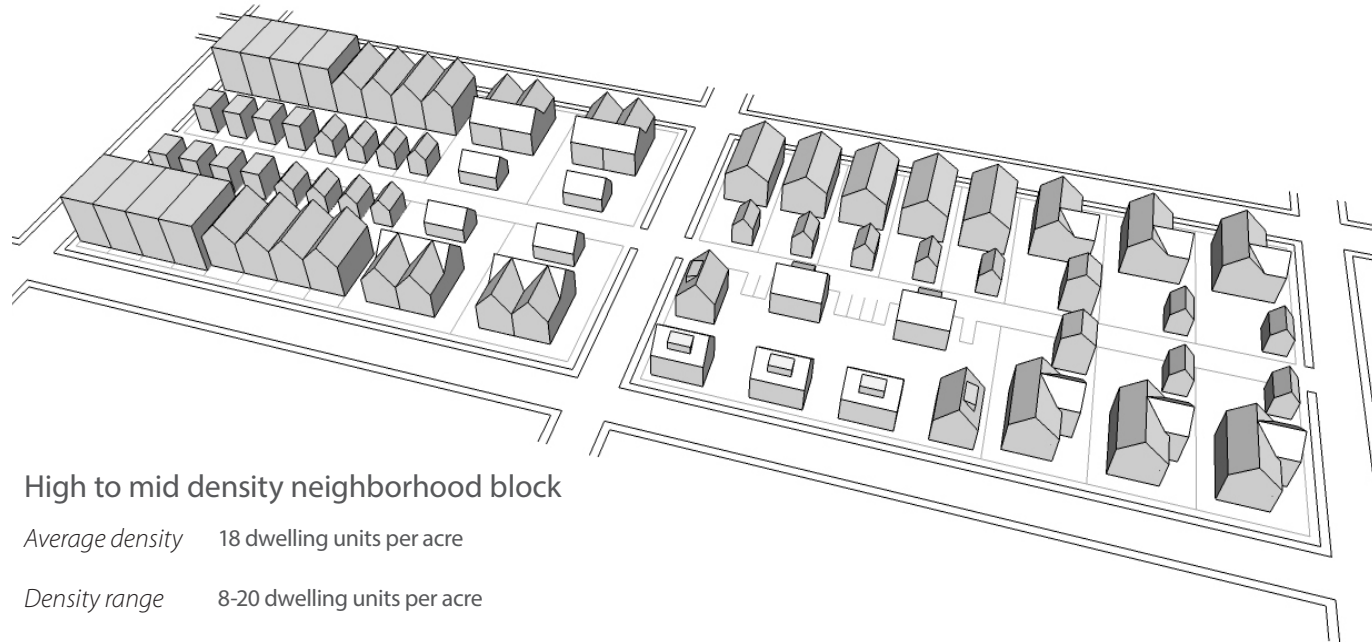 High to mid density neighborhood block
Average density 18 dwelling units per acre
Density range 8-20 dwelling units per acre